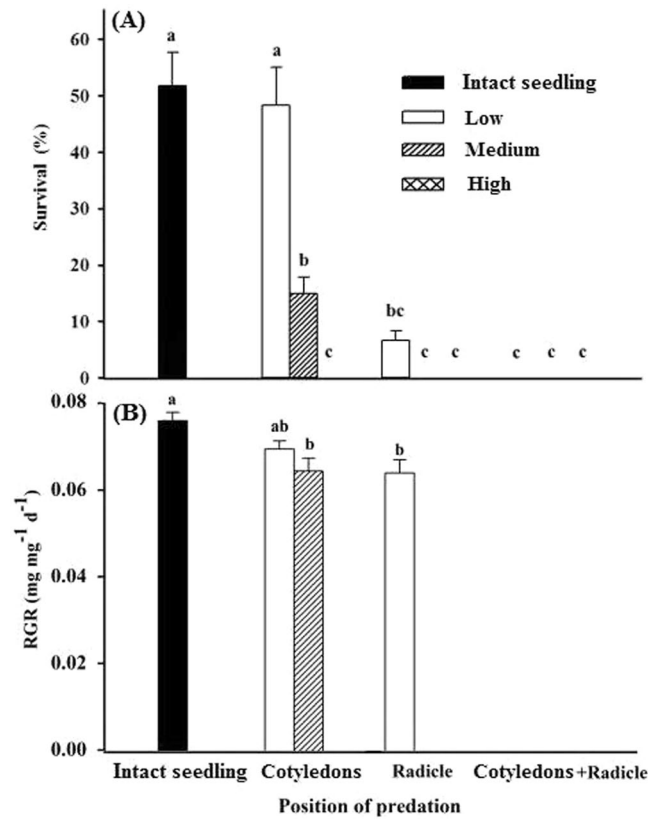 (A)
60
50
40
30
20
10
0
Survival (%)
a
a
b
c
bc
c
c
c
c
c
Intact seedling
Low
Medium
High
(B)
0.08
0.06
0.04
0.02
0.00
RGR (mg mg-1 d-1)
a
ab
b
b
Intact seedling Cotyledons Radicle Cotyledons +Radicle
Position of predation